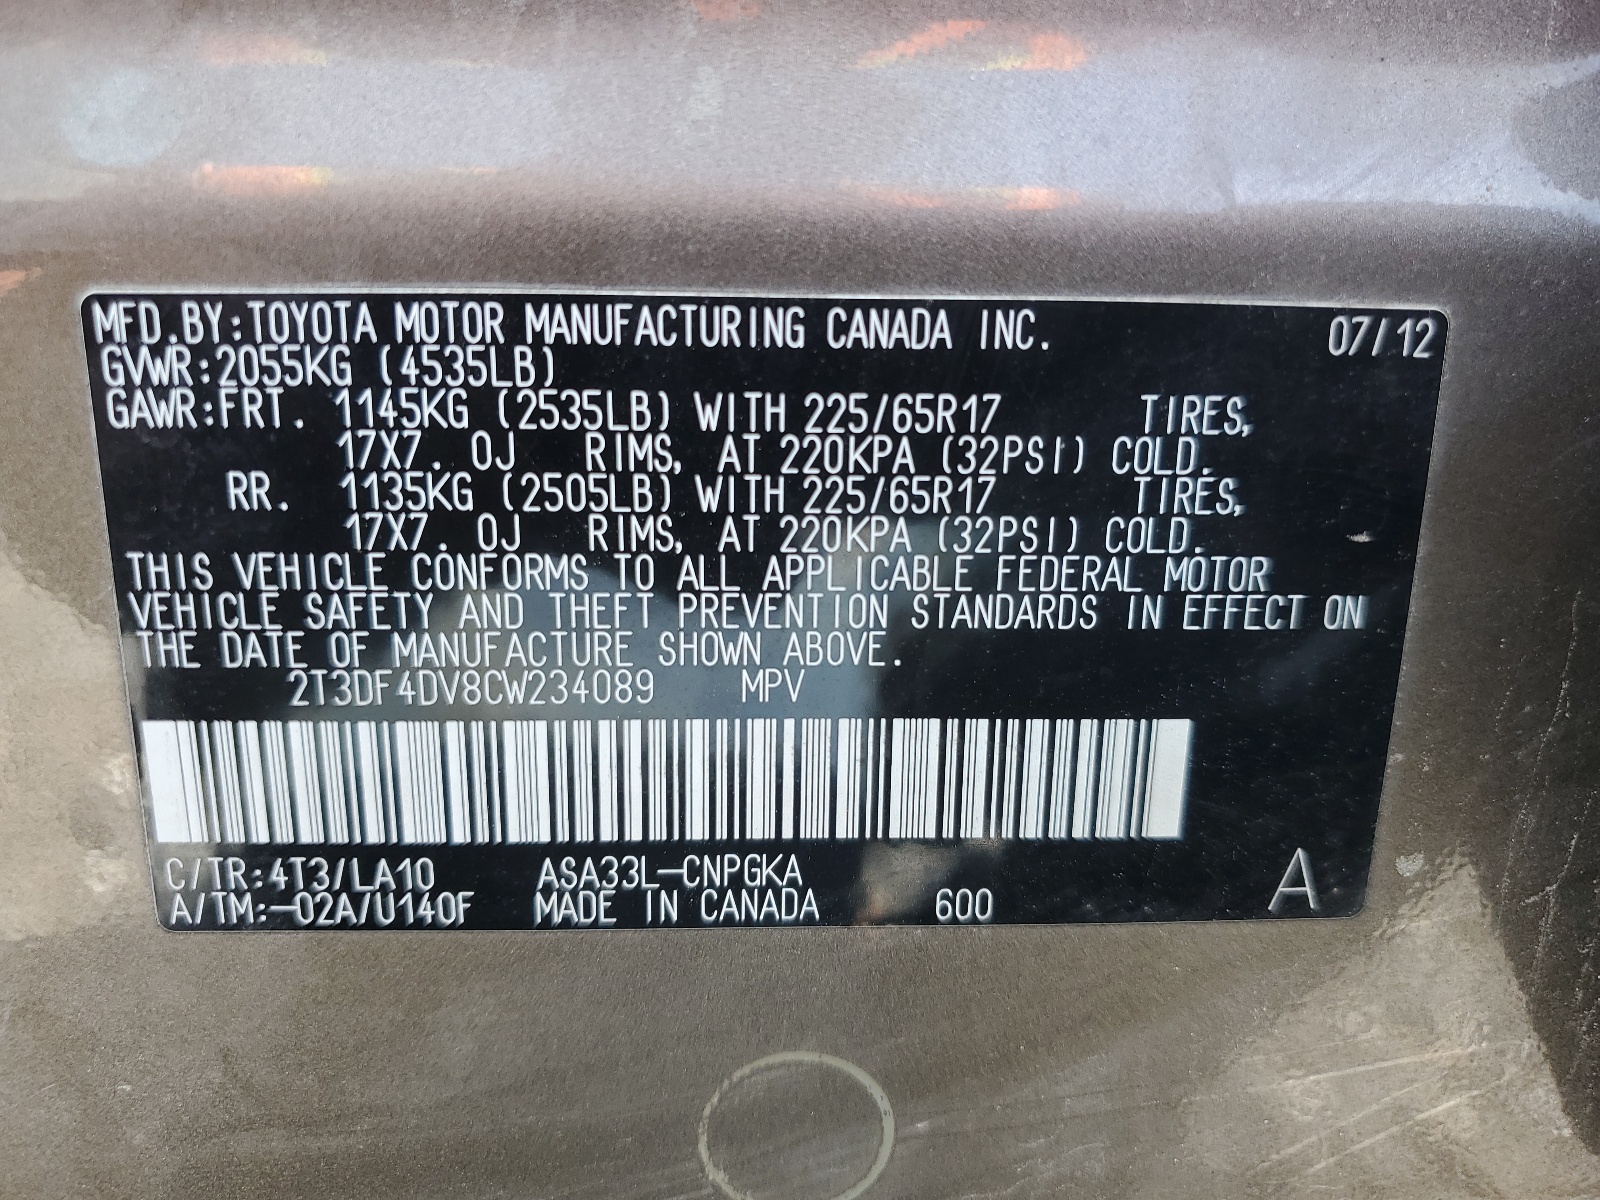 MFD.BY:TOYOTA MOTOR MANUFACTURING CANADA INC. 07/12
GVWR:2055KG (4535LB)
GAWR:FRT. 1145KG (2535LB) WITH 225/65R17 TIRES,
17X7. 0J RIMS, AT 220KPA (32PSI) COLD.
RR. 1135KG (2505LB) WITH 225/65R17 TIRES,
17X7. 0J RIMS, AT 220KPA (32PSI) COLD.
THIS VEHICLE CONFORMS TO ALL APPLICABLE FEDERAL MOTOR
VEHICLE SAFETY AND THEFT PREVENTION STANDARDS IN EFFECT ON
THE DATE OF MANUFACTURE SHOWN ABOVE.
2T3DF4DV8CW234089 MPV
C/TR:4T3/LA10 ASA33L-CNPGKA A
A/TM:-02A/U140F MADE IN CANADA 600